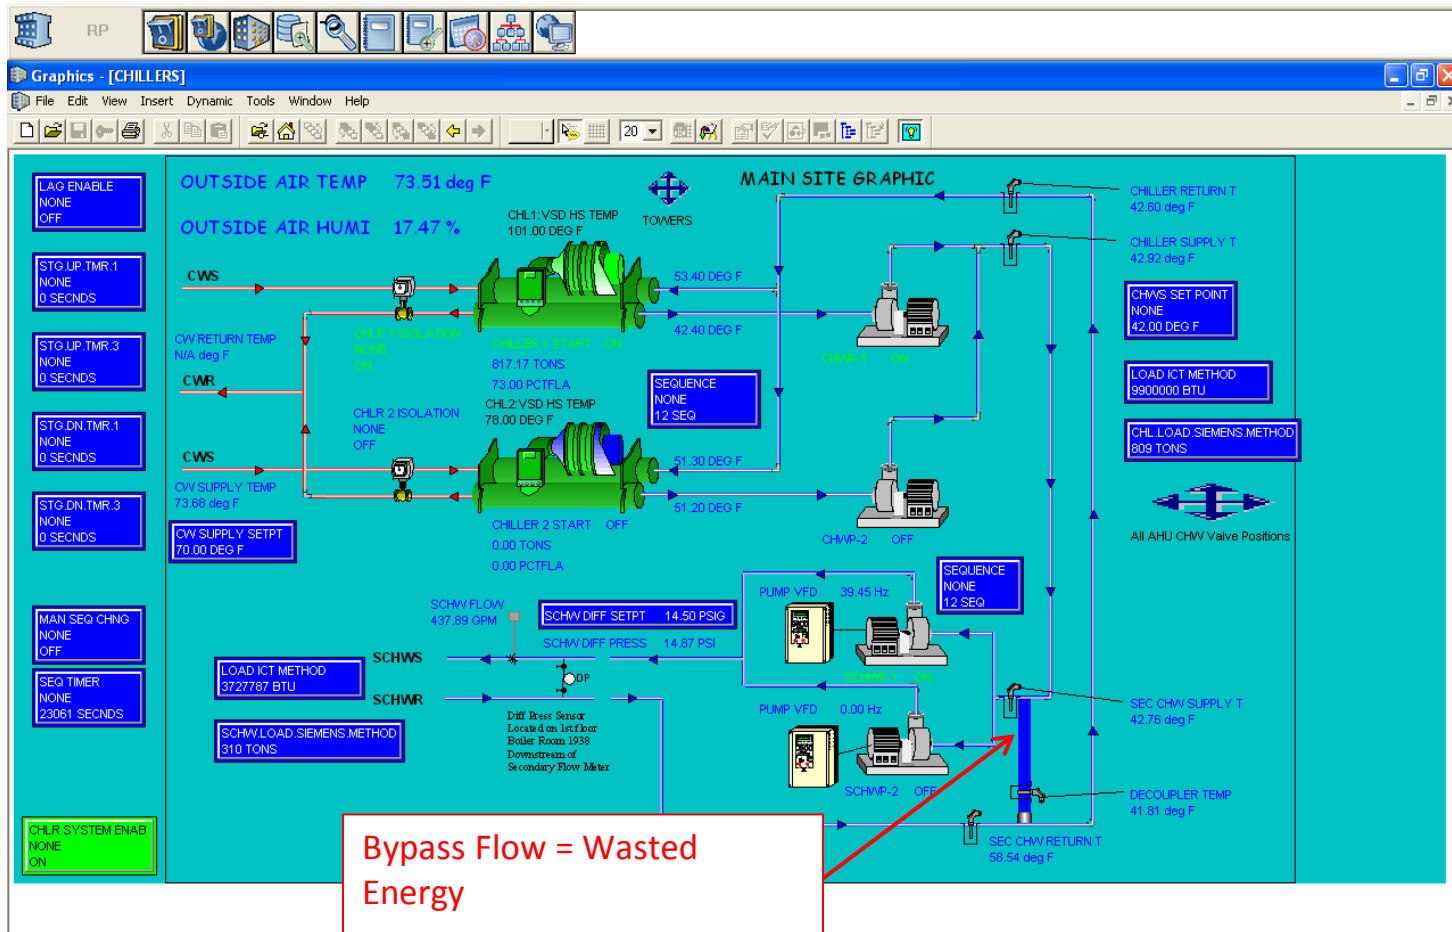 RP
Graphics - [CHILLERS]
File Edit View Insert Dynamic Tools Window Help
20
LAG ENABLE
NONE
OFF
STG.UP.TMR.1
NONE
0 SECNDS
STG.UP.TMR.3
NONE
0 SECNDS
STG.DN.TMR.1
NONE
0 SECNDS
STG.DN.TMR.3
NONE
0 SECNDS
MAN SEQ CHNG
NONE
OFF
SEQ TIMER
NONE
23061 SECNDS
CHLR SYSTEM ENAB
NONE
ON
OUTSIDE AIR TEMP 73.51 deg F
OUTSIDE AIR HUMI 17.47 %
MAIN SITE GRAPHIC
TOWERS
CHL1:VSD HS TEMP
101.00 DEG F
CWS
53.40 DEG F
42.40 DEG F
CW RETURN TEMP
N/A deg F
CHLR 1 ISOLATION
NONE
ON
CHILLER 1 START ON
817.17 TONS
73.00 PCTFLA
CHWP-1 ON
CWR
SEQUENCE
NONE
12 SEQ
CHLR 2 ISOLATION
NONE
OFF
CHL2:VSD HS TEMP
78.00 DEG F
CWS
51.30 DEG F
51.20 DEG F
CW SUPPLY TEMP
73.68 deg F
CW SUPPLY SETPT
70.00 DEG F
CHILLER 2 START OFF
0.00 TONS
0.00 PCTFLA
CHWP-2 OFF
CHILLER RETURN T
42.60 deg F
CHILLER SUPPLY T
42.92 deg F
CHWS SET POINT
NONE
42.00 DEG F
LOAD ICT METHOD
9900000 BTU
CHL.LOAD.SIEMENS.METHOD
809 TONS
All AHU CHW Valve Positions
SEQUENCE
NONE
12 SEQ
PUMP VFD 39.45 Hz
SCHWP-1 ON
SCHW FLOW
437.89 GPM
SCHW DIFF SETPT 14.50 PSIG
SCHW DIFF PRESS 14.87 PSI
SCHWS
LOAD ICT METHOD
3727787 BTU
DP
SCHWR
SCHW.LOAD.SIEMENS.METHOD
310 TONS
Diff Press Sensor
Located on 1st floor
Boiler Room 1938
Downstream of
Secondary Flow Meter
PUMP VFD 0.00 Hz
SCHWP-2 OFF
SEC CHW SUPPLY T
42.76 deg F
DECOUPLER TEMP
41.81 deg F
SEC CHW RETURN T
58.54 deg F
Bypass Flow = Wasted
Energy